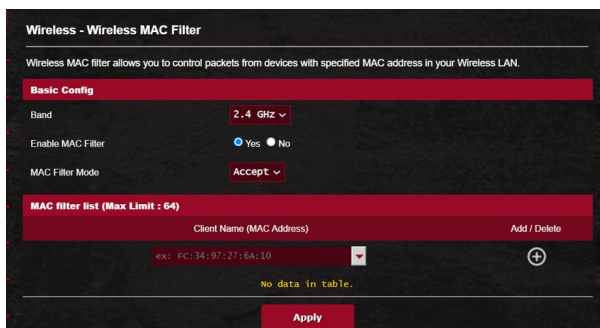 Wireless - Wireless MAC Filter
Wireless MAC filter allows you to control packets from devices with specified MAC address in your Wireless LAN.
Basic Config
Band 2.4 GHz
Enable MAC Filter Yes No
MAC Filter Mode Accept
MAC filter list (Max Limit : 64)
Client Name (MAC Address) Add / Delete
ex: FC:34:97:27:6A:10
No data in table.
Apply